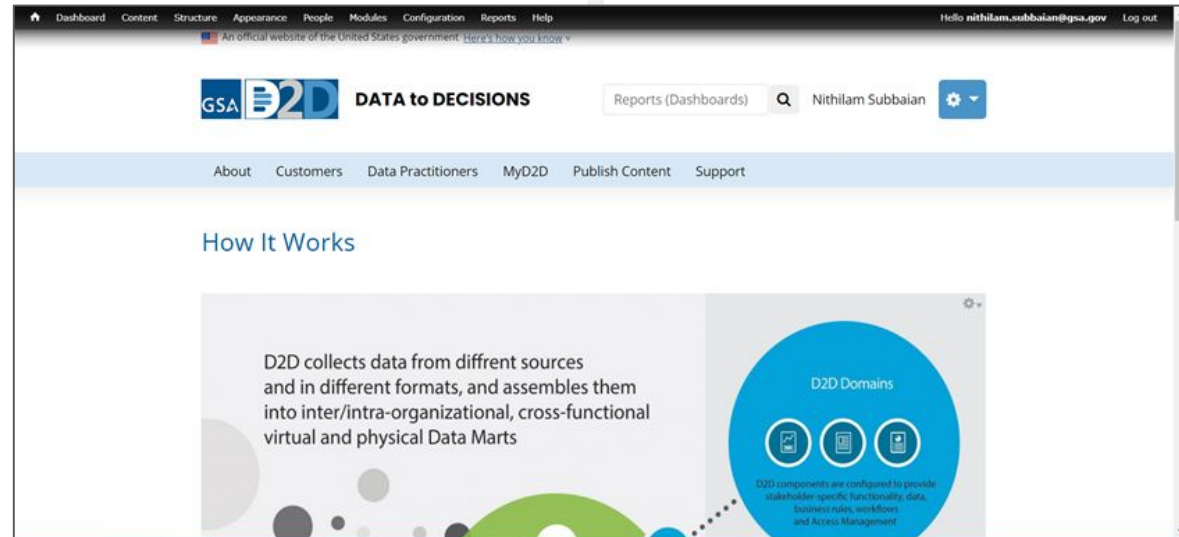 Dashboard Content Structure Appearance People Modules Configuration Reports Help Hello nithilam.subbaian@gsa.gov Log out
An official website of the United States government Here's how you know
GSA D2D DATA to DECISIONS Reports (Dashboards) Nithilam Subbaian
About Customers Data Practitioners MyD2D Publish Content Support
How It Works
D2D collects data from diffrent sources
and in different formats, and assembles them
into inter/intra-organizational, cross-functional
virtual and physical Data Marts
D2D Domains
D2D components are configured to provide
stakeholder-specific functionality, data,
business rules, workflows
and Access Management